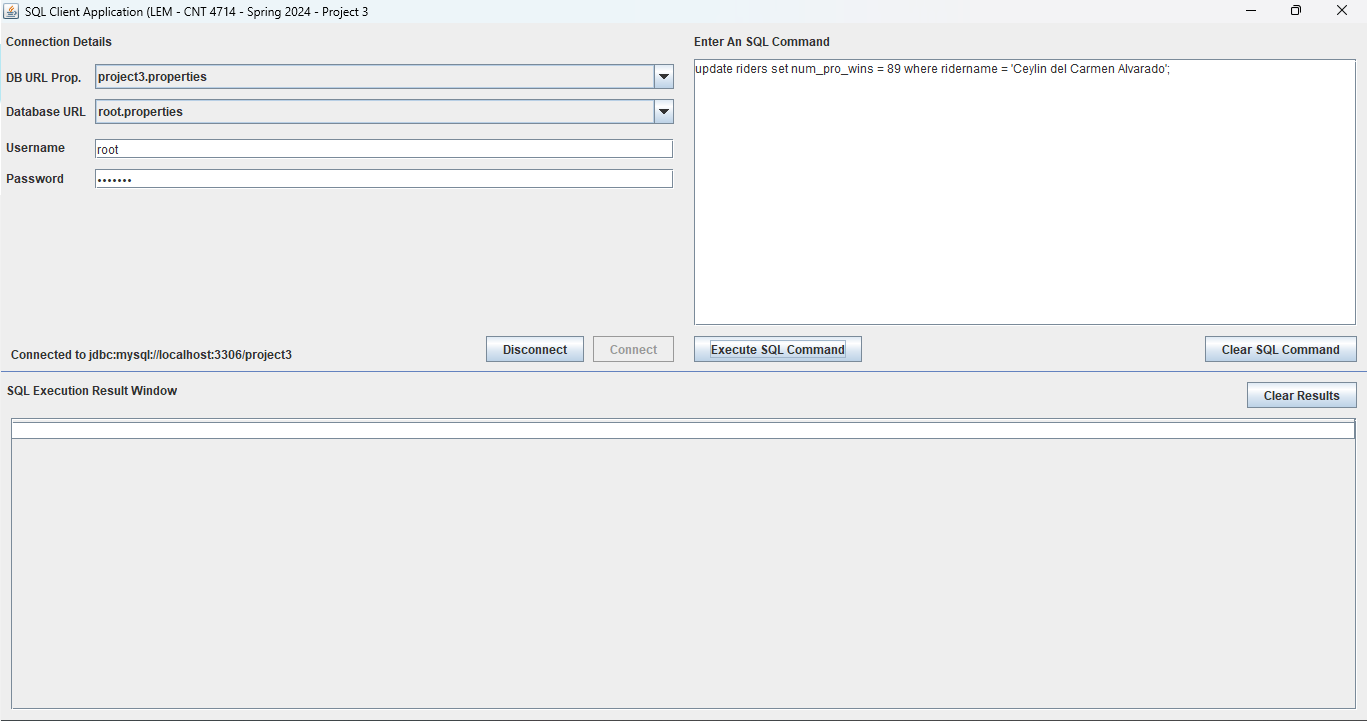 SQL Client Application (LEM - CNT 4714 - Spring 2024 - Project 3
Connection Details
DB URL Prop.
project3.properties
Database URL
root.properties
Username
root
Password
•••••••
Connected to jdbc:mysql://localhost:3306/project3
Disconnect
Connect
Enter An SQL Command
update riders set num_pro_wins = 89 where ridername = 'Ceylin del Carmen Alvarado';
Execute SQL Command
Clear SQL Command
SQL Execution Result Window
Clear Results